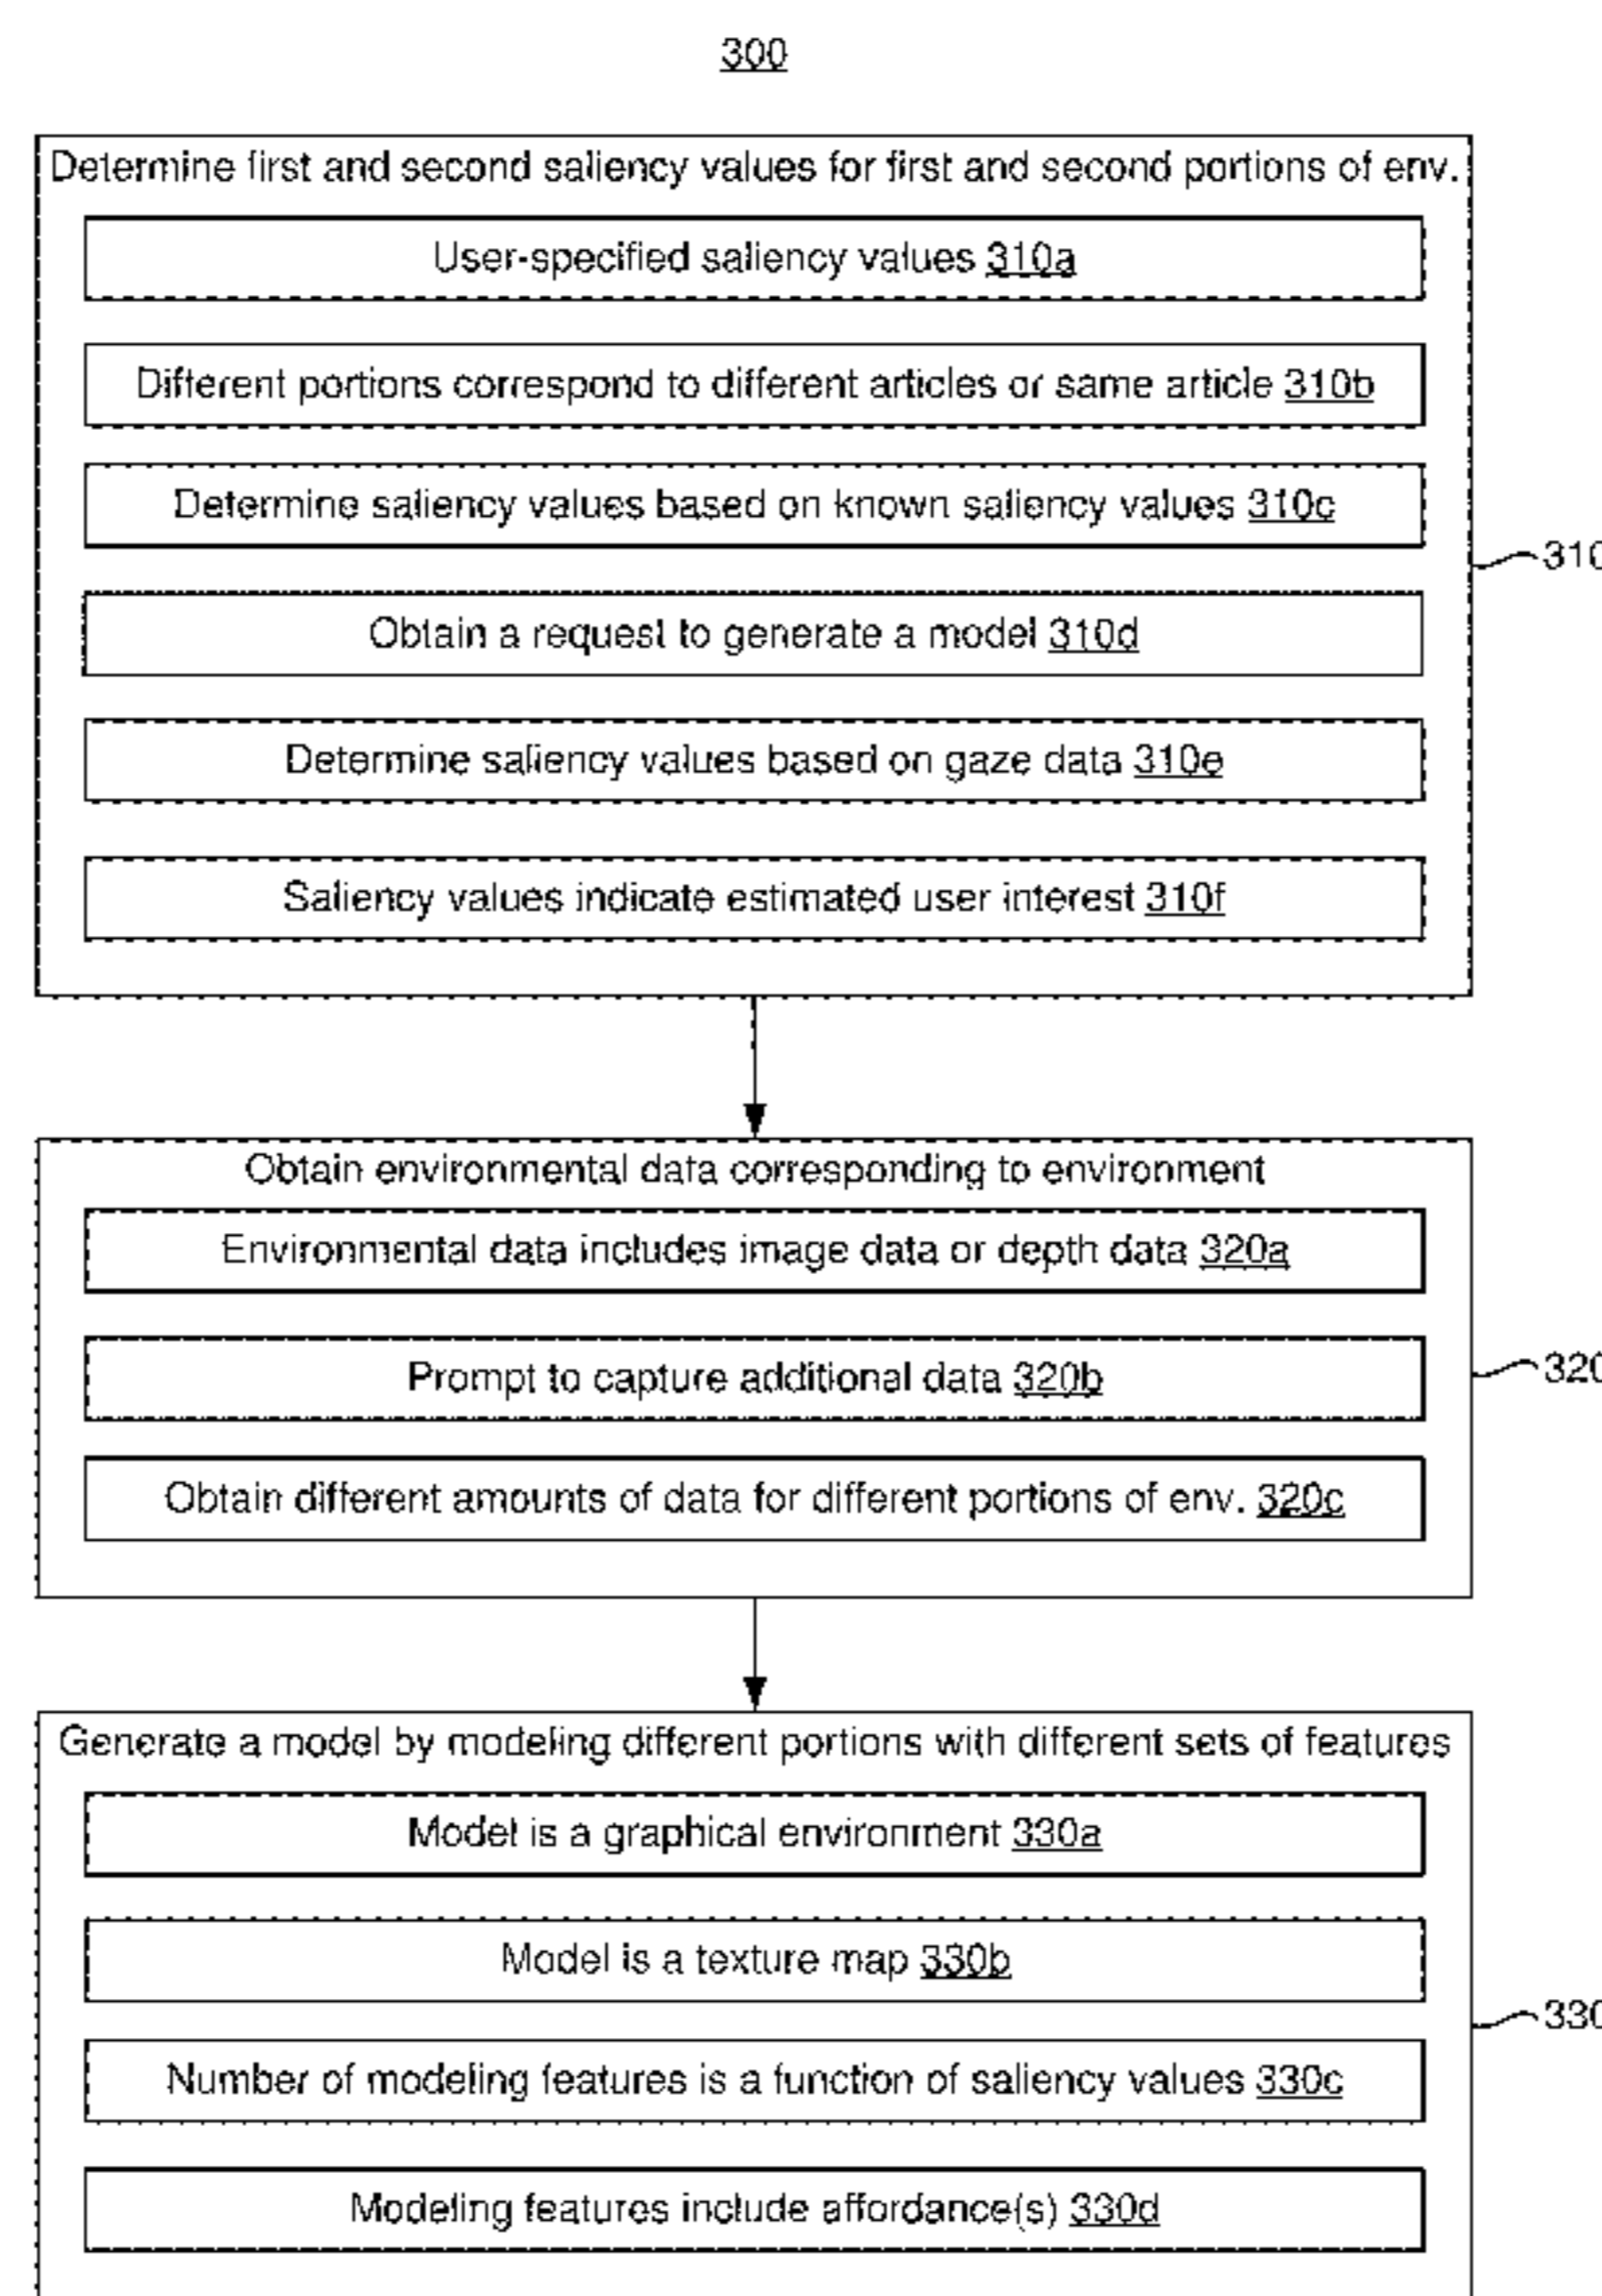 300
Determine first and second saliency values for first and second portions of env.
User-specified saliency values 310a
Different portions correspond to different articles or same article 310b
Determine saliency values based on known saliency values 310c
Obtain a request to generate a model 310d
Determine saliency values based on gaze data 310e
Saliency values indicate estimated user interest 310f
310
Obtain environmental data corresponding to environment
Environmental data includes image data or depth data 320a
Prompt to capture additional data 320b
Obtain different amounts of data for different portions of env. 320c
320
Generate a model by modeling different portions with different sets of features
Model is a graphical environment 330a
Model is a texture map 330b
Number of modeling features is a function of saliency values 330c
Modeling features include affordance(s) 330d
330